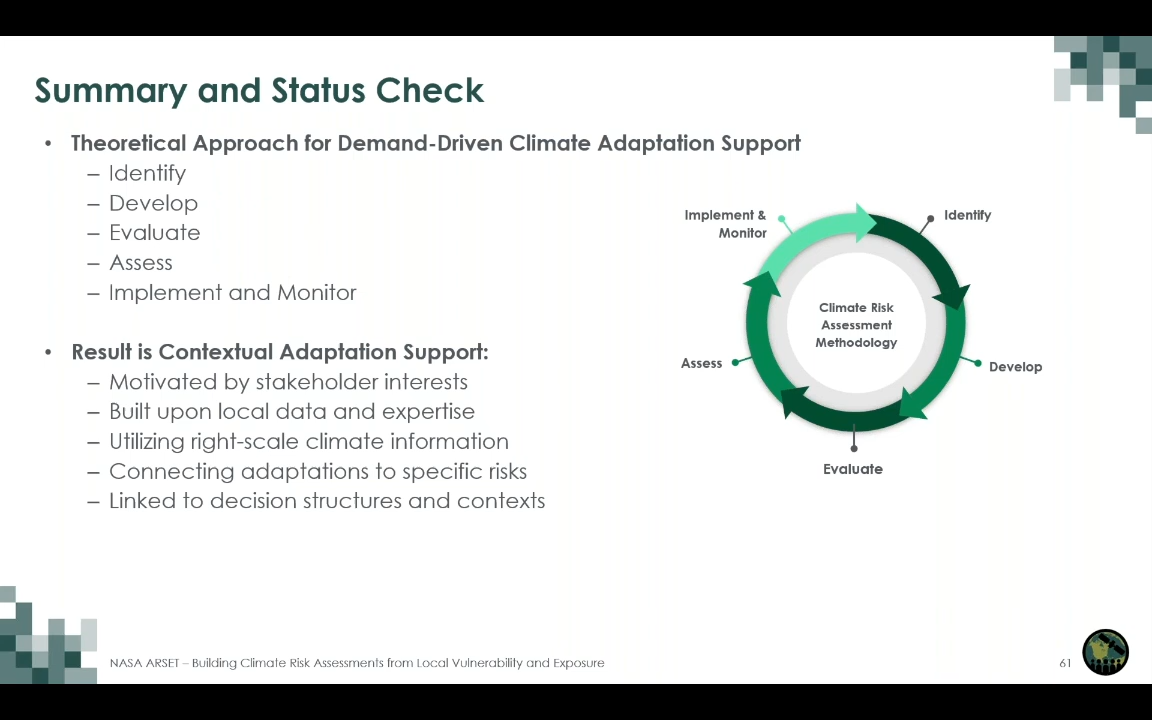 Summary and Status Check
• Theoretical Approach for Demand-Driven Climate Adaptation Support
– Identify
– Develop
– Evaluate
– Assess
– Implement and Monitor
• Result is Contextual Adaptation Support:
– Motivated by stakeholder interests
– Built upon local data and expertise
– Utilizing right-scale climate information
– Connecting adaptations to specific risks
– Linked to decision structures and contexts
Implement &
Monitor
Identify
Climate Risk
Assessment
Methodology
Assess
Develop
Evaluate
NASA ARSET – Building Climate Risk Assessments from Local Vulnerability and Exposure
61